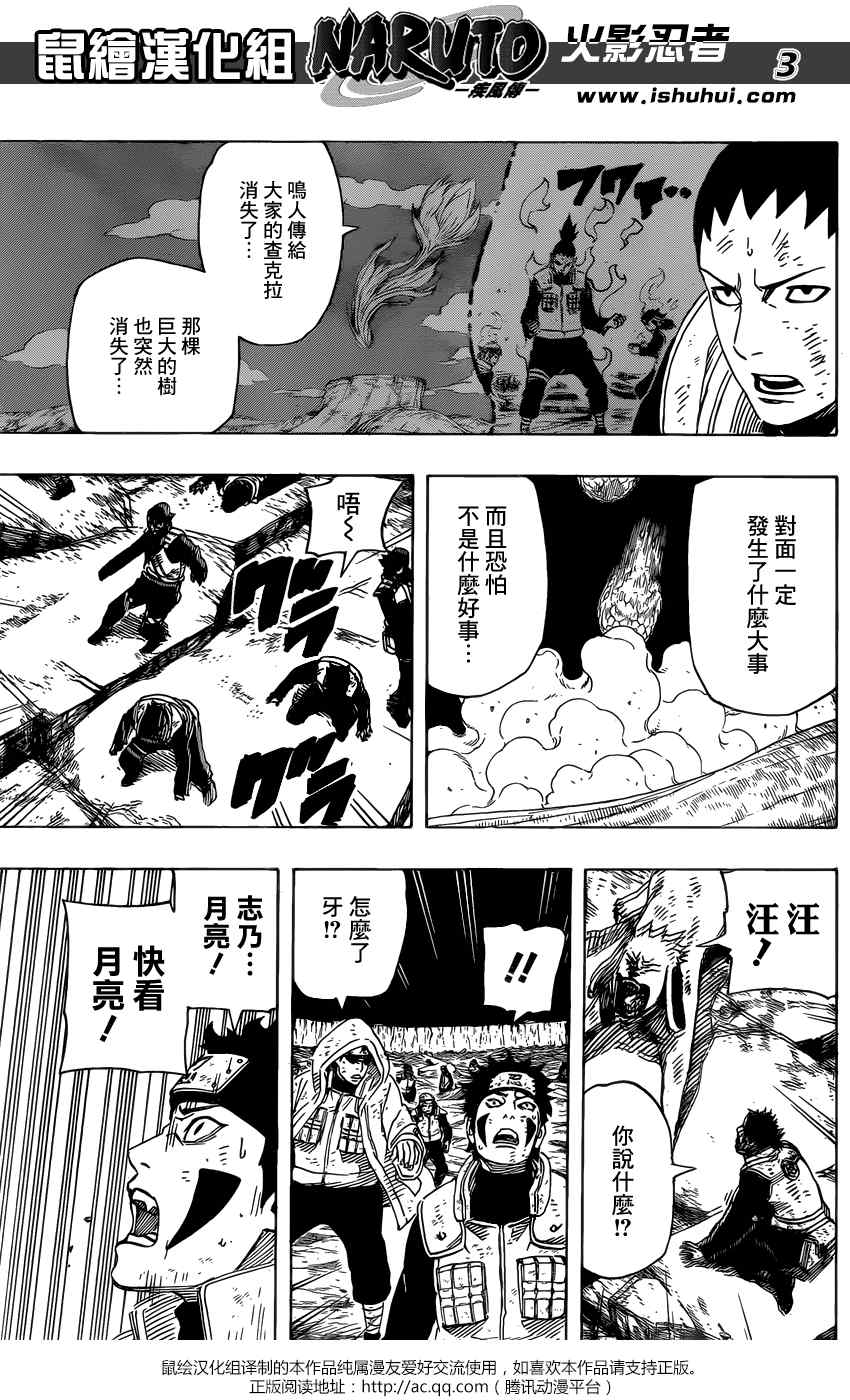 鼠繪漢化組
NARUTO
火影忍者
3
疾風傳
www.ishuhui.com
フワァ…
鳴人傳給
大家的查克拉
消失了…
那棵
巨大的樹
也突然
消失了…
對面一定
發生了什麼大事
而且恐怕
不是什麼好事…
唔～
グググ
グググ
汪
汪！
你說什麼!?
!!
怎麼了
牙!?
志乃…
月亮！
快看
月亮！
鼠绘汉化组译制的本作品纯属漫友爱好交流使用，如喜欢本作品请支持正版。
正版阅读地址：http://ac.qq.com（腾讯动漫平台）